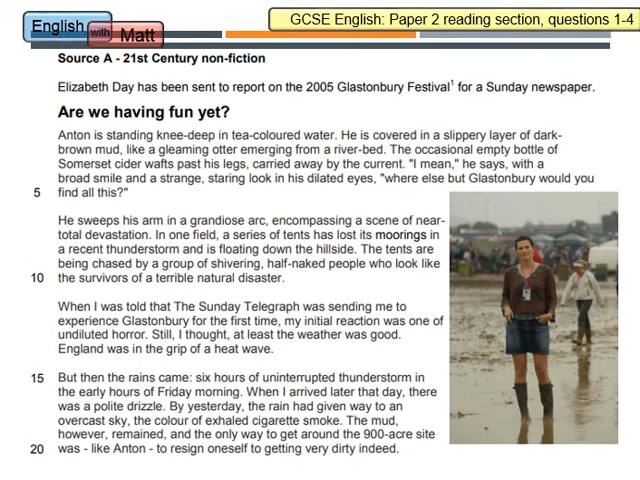 English
with
Matt
GCSE English: Paper 2 reading section, questions 1-4
Source A - 21st Century non-fiction
Elizabeth Day has been sent to report on the 2005 Glastonbury Festival¹ for a Sunday newspaper.
Are we having fun yet?
Anton is standing knee-deep in tea-coloured water. He is covered in a slippery layer of dark-
brown mud, like a gleaming otter emerging from a river-bed. The occasional empty bottle of
Somerset cider wafts past his legs, carried away by the current. "I mean," he says, with a
broad smile and a strange, staring look in his dilated eyes, "where else but Glastonbury would you
5 find all this?"
He sweeps his arm in a grandiose arc, encompassing a scene of near-
total devastation. In one field, a series of tents has lost its moorings in
a recent thunderstorm and is floating down the hillside. The tents are
being chased by a group of shivering, half-naked people who look like
10 the survivors of a terrible natural disaster.
When I was told that The Sunday Telegraph was sending me to
experience Glastonbury for the first time, my initial reaction was one of
undiluted horror. Still, I thought, at least the weather was good.
England was in the grip of a heat wave.
15 But then the rains came: six hours of uninterrupted thunderstorm in
the early hours of Friday morning. When I arrived later that day, there
was a polite drizzle. By yesterday, the rain had given way to an
overcast sky, the colour of exhaled cigarette smoke. The mud,
however, remained, and the only way to get around the 900-acre site
20 was - like Anton - to resign oneself to getting very dirty indeed.